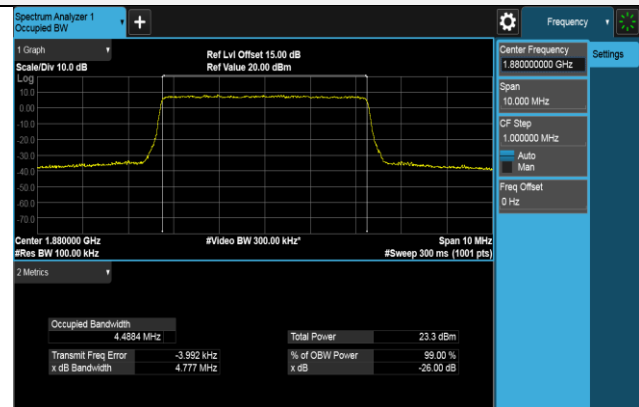 Spectrum Analyzer 1
Occupied BW
+
Frequency
1 Graph
Scale/Div 10.0 dB
Ref Lvl Offset 15.00 dB
Ref Value 20.00 dBm
Log
10.0
0.00
-10.0
-20.0
-30.0
-40.0
-50.0
-60.0
-70.0
Center 1.880000 GHz
#Res BW 100.00 kHz
#Video BW 300.00 kHz*
Span 10 MHz
#Sweep 300 ms (1001 pts)
Center Frequency
1.880000000 GHz
Settings
Span
10.000 MHz
CF Step
1.000000 MHz
Auto
Man
Freq Offset
0 Hz
2 Metrics
Occupied Bandwidth
4.4884 MHz
Total Power 23.3 dBm
Transmit Freq Error -3.992 kHz
% of OBW Power 99.00 %
x dB Bandwidth 4.777 MHz
x dB -26.00 dB